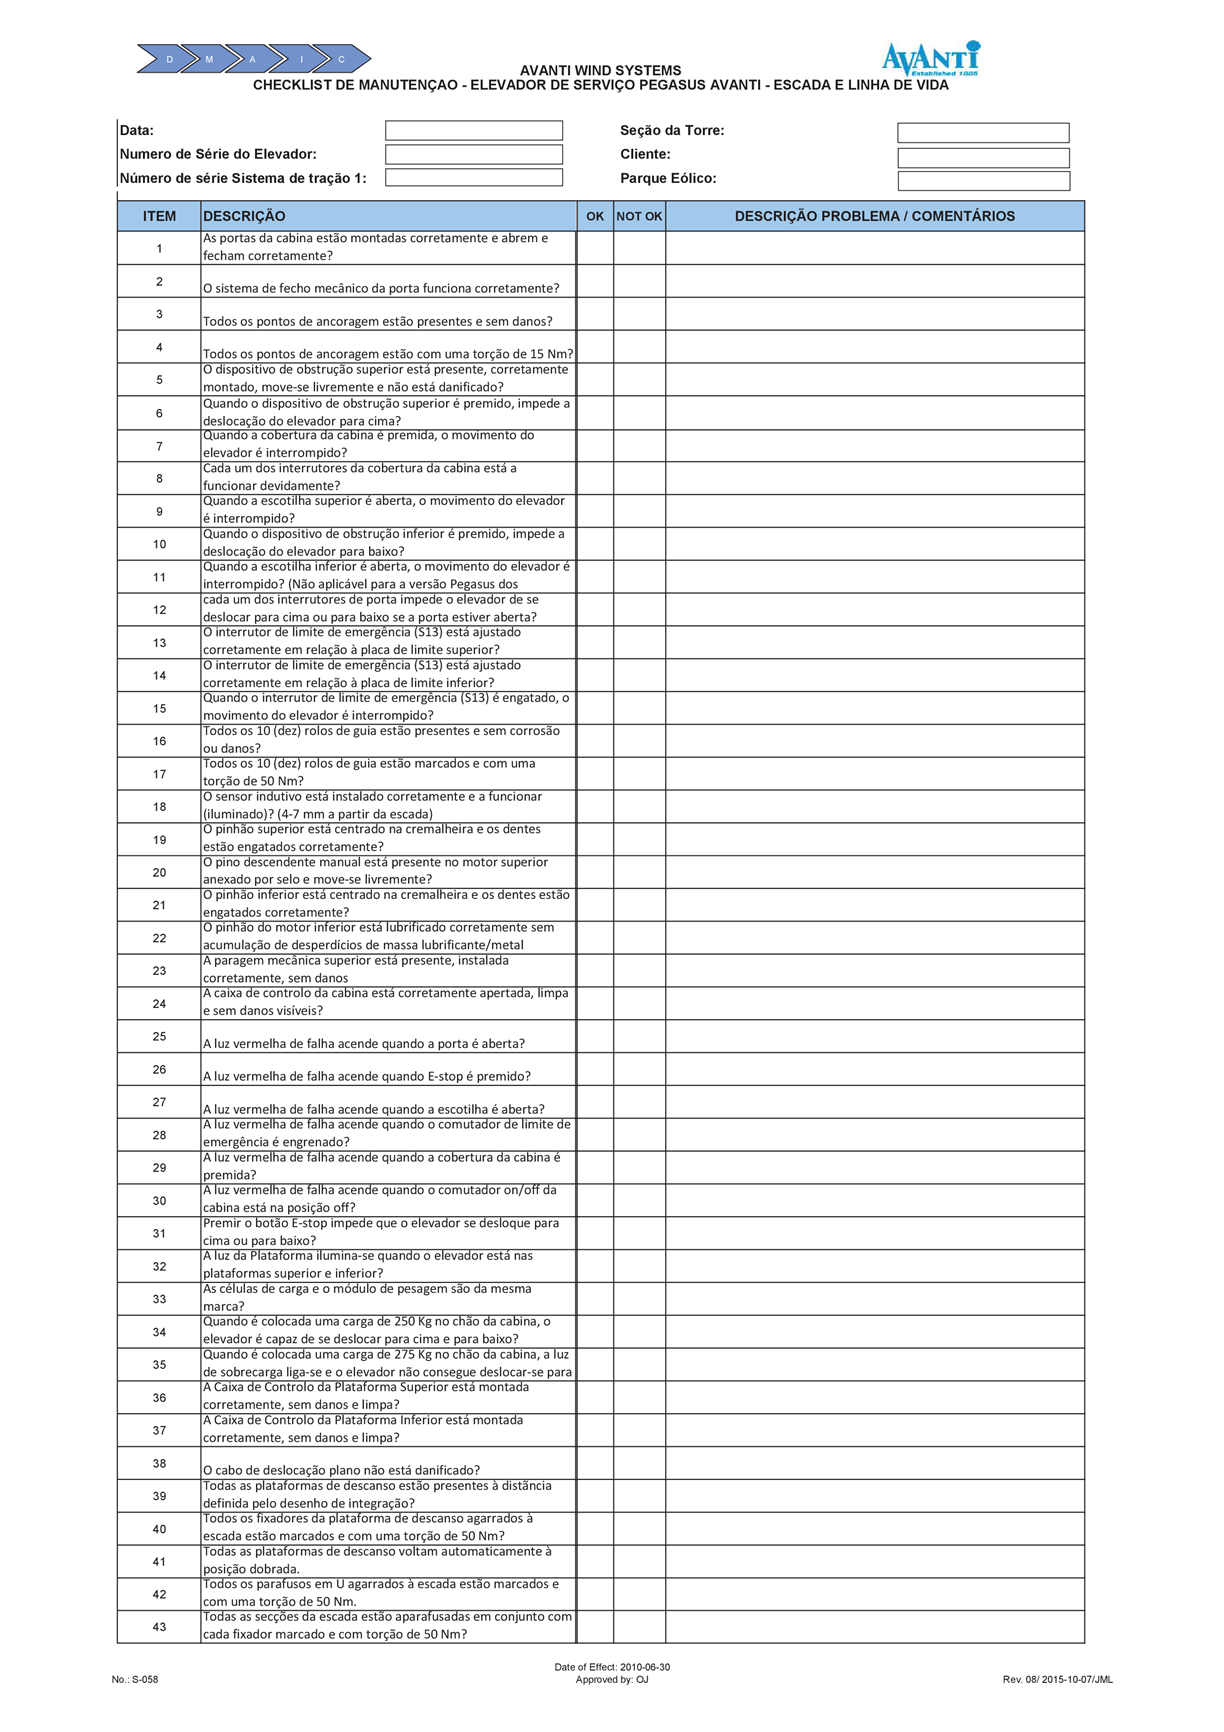 D M A I C
AVANTI
Established 1885
AVANTI WIND SYSTEMS
CHECKLIST DE MANUTENÇAO - ELEVADOR DE SERVIÇO PEGASUS AVANTI - ESCADA E LINHA DE VIDA
Data: Seção da Torre:
Numero de Série do Elevador: Cliente:
Número de série Sistema de tração 1: Parque Eólico:
ITEM DESCRIÇÃO OK NOT OK DESCRIÇÃO PROBLEMA / COMENTÁRIOS
1 As portas da cabina estão montadas corretamente e abrem e
fecham corretamente?
2 O sistema de fecho mecânico da porta funciona corretamente?
3 Todos os pontos de ancoragem estão presentes e sem danos?
4 Todos os pontos de ancoragem estão com uma torção de 15 Nm?
5 O dispositivo de obstrução superior está presente, corretamente
montado, move-se livremente e não está danificado?
6 Quando o dispositivo de obstrução superior é premido, impede a
deslocação do elevador para cima?
7 Quando a cobertura da cabina é premida, o movimento do
elevador é interrompido?
8 Cada um dos interrutores da cobertura da cabina está a
funcionar devidamente?
9 Quando a escotilha superior é aberta, o movimento do elevador
é interrompido?
10 Quando o dispositivo de obstrução inferior é premido, impede a
deslocação do elevador para baixo?
11 Quando a escotilha inferior é aberta, o movimento do elevador é
interrompido? (Não aplicável para a versão Pegasus dos
12 cada um dos interrutores de porta impede o elevador de se
deslocar para cima ou para baixo se a porta estiver aberta?
13 O interrutor de limite de emergência (S13) está ajustado
corretamente em relação à placa de limite superior?
14 O interrutor de limite de emergência (S13) está ajustado
corretamente em relação à placa de limite inferior?
15 Quando o interrutor de limite de emergência (S13) é engatado, o
movimento do elevador é interrompido?
16 Todos os 10 (dez) rolos de guia estão presentes e sem corrosão
ou danos?
17 Todos os 10 (dez) rolos de guia estão marcados e com uma
torção de 50 Nm?
18 O sensor indutivo está instalado corretamente e a funcionar
(iluminado)? (4-7 mm a partir da escada)
19 O pinhão superior está centrado na cremalheira e os dentes
estão engatados corretamente?
20 O pino descendente manual está presente no motor superior
anexado por selo e move-se livremente?
21 O pinhão inferior está centrado na cremalheira e os dentes estão
engatados corretamente?
22 O pinhão do motor inferior está lubrificado corretamente sem
acumulação de desperdícios de massa lubrificante/metal
23 A paragem mecânica superior está presente, instalada
corretamente, sem danos
24 A caixa de controlo da cabina está corretamente apertada, limpa
e sem danos visíveis?
25 A luz vermelha de falha acende quando a porta é aberta?
26 A luz vermelha de falha acende quando E-stop é premido?
27 A luz vermelha de falha acende quando a escotilha é aberta?
28 A luz vermelha de falha acende quando o comutador de limite de
emergência é engrenado?
29 A luz vermelha de falha acende quando a cobertura da cabina é
premida?
30 A luz vermelha de falha acende quando o comutador on/off da
cabina está na posição off?
31 Premir o botão E-stop impede que o elevador se desloque para
cima ou para baixo?
32 A luz da Plataforma ilumina-se quando o elevador está nas
plataformas superior e inferior?
33 As células de carga e o módulo de pesagem são da mesma
marca?
34 Quando é colocada uma carga de 250 Kg no chão da cabina, o
elevador é capaz de se deslocar para cima e para baixo?
35 Quando é colocada uma carga de 275 Kg no chão da cabina, a luz
de sobrecarga liga-se e o elevador não consegue deslocar-se para
36 A Caixa de Controlo da Plataforma Superior está montada
corretamente, sem danos e limpa?
37 A Caixa de Controlo da Plataforma Inferior está montada
corretamente, sem danos e limpa?
38 O cabo de deslocação plano não está danificado?
39 Todas as plataformas de descanso estão presentes à distância
definida pelo desenho de integração?
40 Todos os fixadores da plataforma de descanso agarrados à
escada estão marcados e com uma torção de 50 Nm?
41 Todas as plataformas de descanso voltam automaticamente à
posição dobrada.
42 Todos os parafusos em U agarrados à escada estão marcados e
com uma torção de 50 Nm.
43 Todas as secções da escada estão aparafusadas em conjunto com
cada fixador marcado e com torção de 50 Nm?
Date of Effect: 2010-06-30
No.: S-058 Approved by: OJ Rev. 08/ 2015-10-07/JML